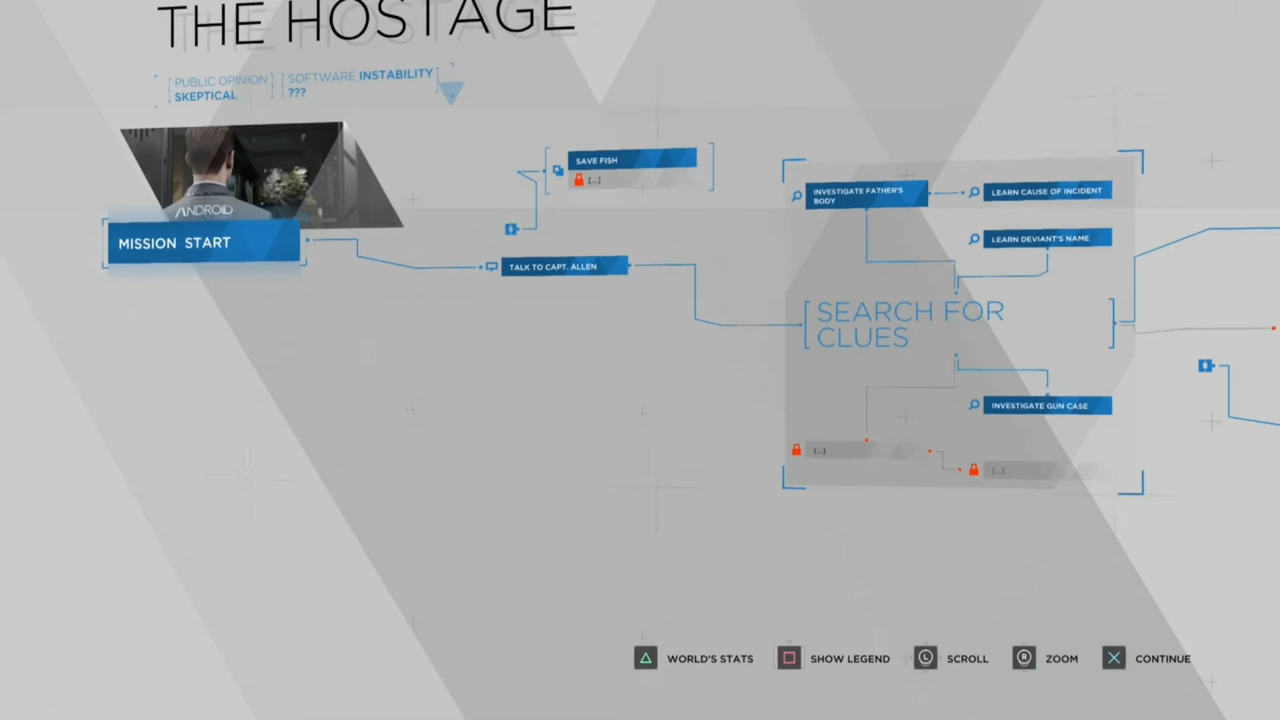 THE HOSTAGE
PUBLIC OPINION
SKEPTICAL
SOFTWARE INSTABILITY
???
ANDROID
MISSION START
SAVE FISH
[...]
TALK TO CAPT. ALLEN
INVESTIGATE FATHER'S
BODY
LEARN CAUSE OF INCIDENT
LEARN DEVIANT'S NAME
SEARCH FOR
CLUES
INVESTIGATE GUN CASE
[...]
[...]
WORLD'S STATS
SHOW LEGEND
L
SCROLL
R
ZOOM
CONTINUE